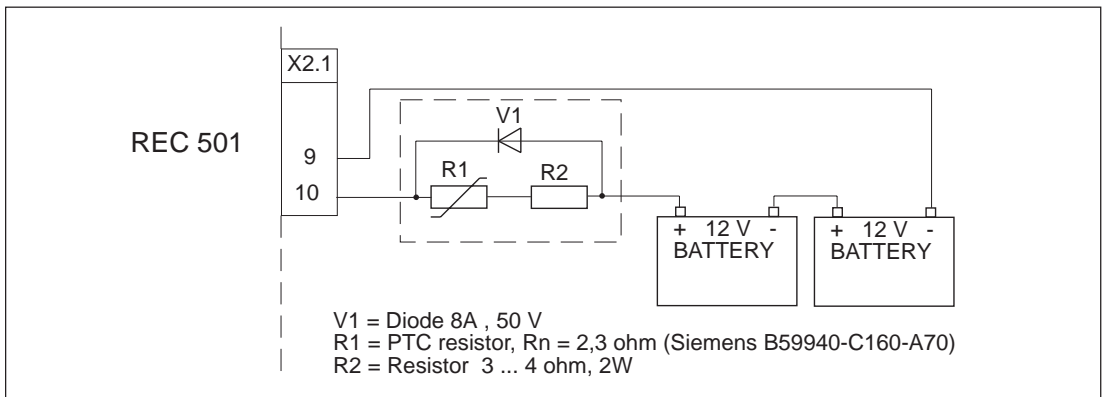 X2.1
REC 501
9
10
V1
R1
R2
+ 12 V -
BATTERY
+ 12 V -
BATTERY
V1 = Diode 8A , 50 V
R1 = PTC resistor, Rn = 2,3 ohm (Siemens B59940-C160-A70)
R2 = Resistor 3 ... 4 ohm, 2W